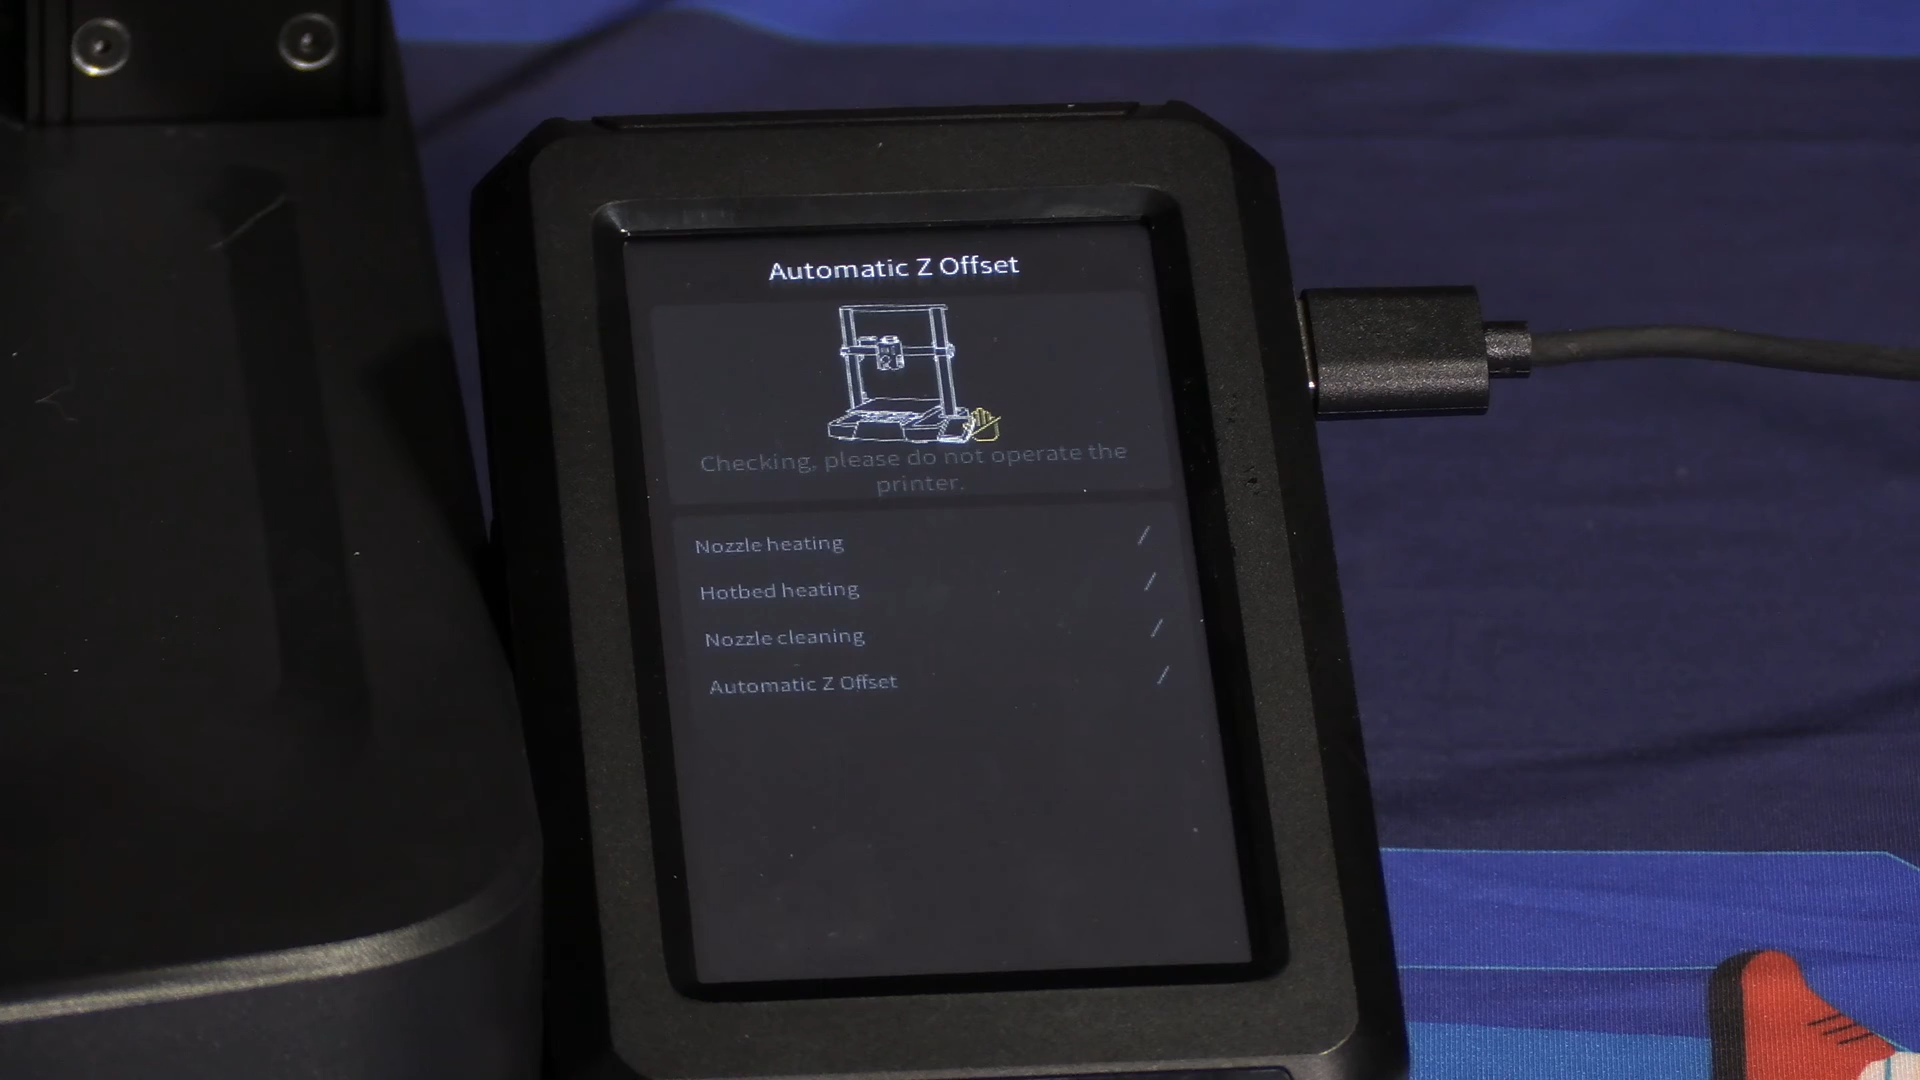 Automatic Z Offset
Checking, please do not operate the
printer.
Nozzle heating /
Hotbed heating /
Nozzle cleaning /
Automatic Z Offset /